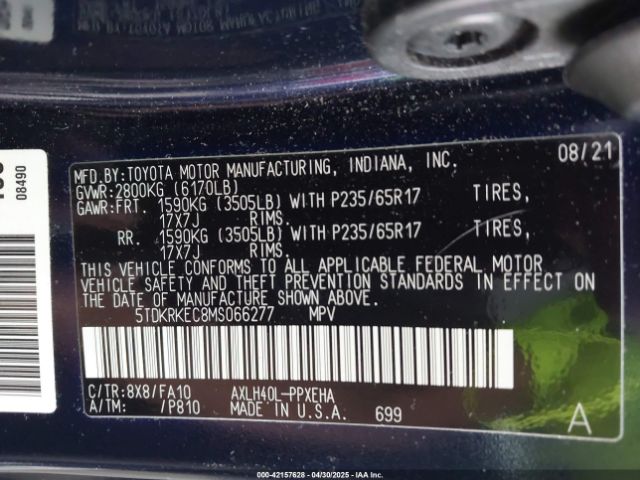 MFD.BY:TOYOTA MOTOR MANUFACTURING, INDIANA, INC. 08/21
GVWR:2800KG (6170LB)
GAWR:FRT. 1590KG (3505LB) WITH P235/65R17 TIRES,
17X7J RIMS.
RR. 1590KG (3505LB) WITH P235/65R17 TIRES,
17X7J RIMS.
THIS VEHICLE CONFORMS TO ALL APPLICABLE FEDERAL MOTOR
VEHICLE SAFETY AND THEFT PREVENTION STANDARDS IN EFFECT ON
THE DATE OF MANUFACTURE SHOWN ABOVE.
5TDKRKEC8MS066277 MPV
C/TR:8X8/FA10 AXLH40L-PPXEHA
A/TM: /P810 MADE IN U.S.A. 699 A
08490
000-42157628 - 04/30/2025 - IAAI.COM